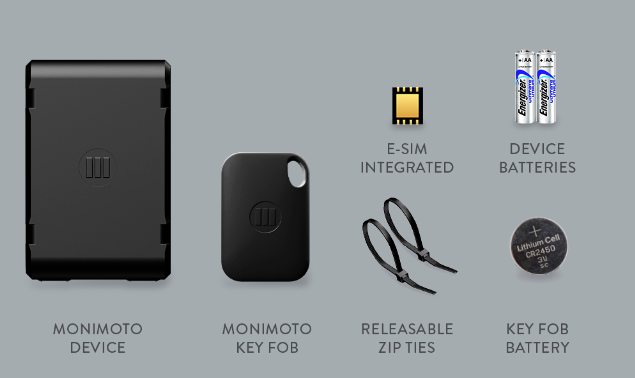 AA
AA
Energizer
Energizer
E-SIM
INTEGRATED
DEVICE
BATTERIES
Lithium Cell
CR2450
3V
MONIMOTO
DEVICE
MONIMOTO
KEY FOB
RELEASABLE
ZIP TIES
KEY FOB
BATTERY